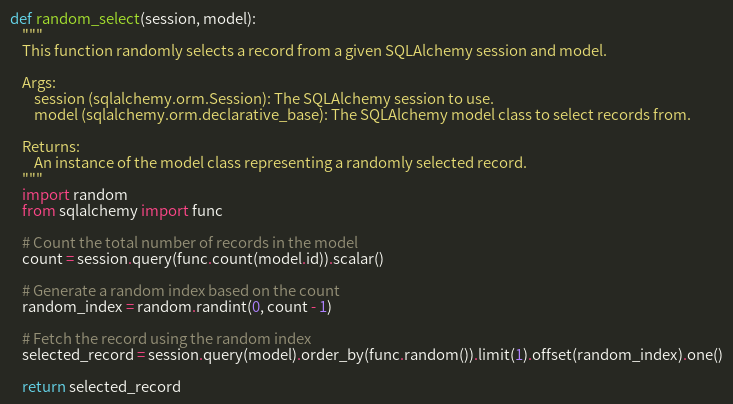 def random_select(session, model):
    """
    This function randomly selects a record from a given SQLAlchemy session and model.

    Args:
        session (sqlalchemy.orm.Session): The SQLAlchemy session to use.
        model (sqlalchemy.orm.declarative_base): The SQLAlchemy model class to select records from.

    Returns:
        An instance of the model class representing a randomly selected record.
    """
    import random
    from sqlalchemy import func

    # Count the total number of records in the model
    count = session.query(func.count(model.id)).scalar()

    # Generate a random index based on the count
    random_index = random.randint(0, count - 1)

    # Fetch the record using the random index
    selected_record = session.query(model).order_by(func.random()).limit(1).offset(random_index).one()

    return selected_record